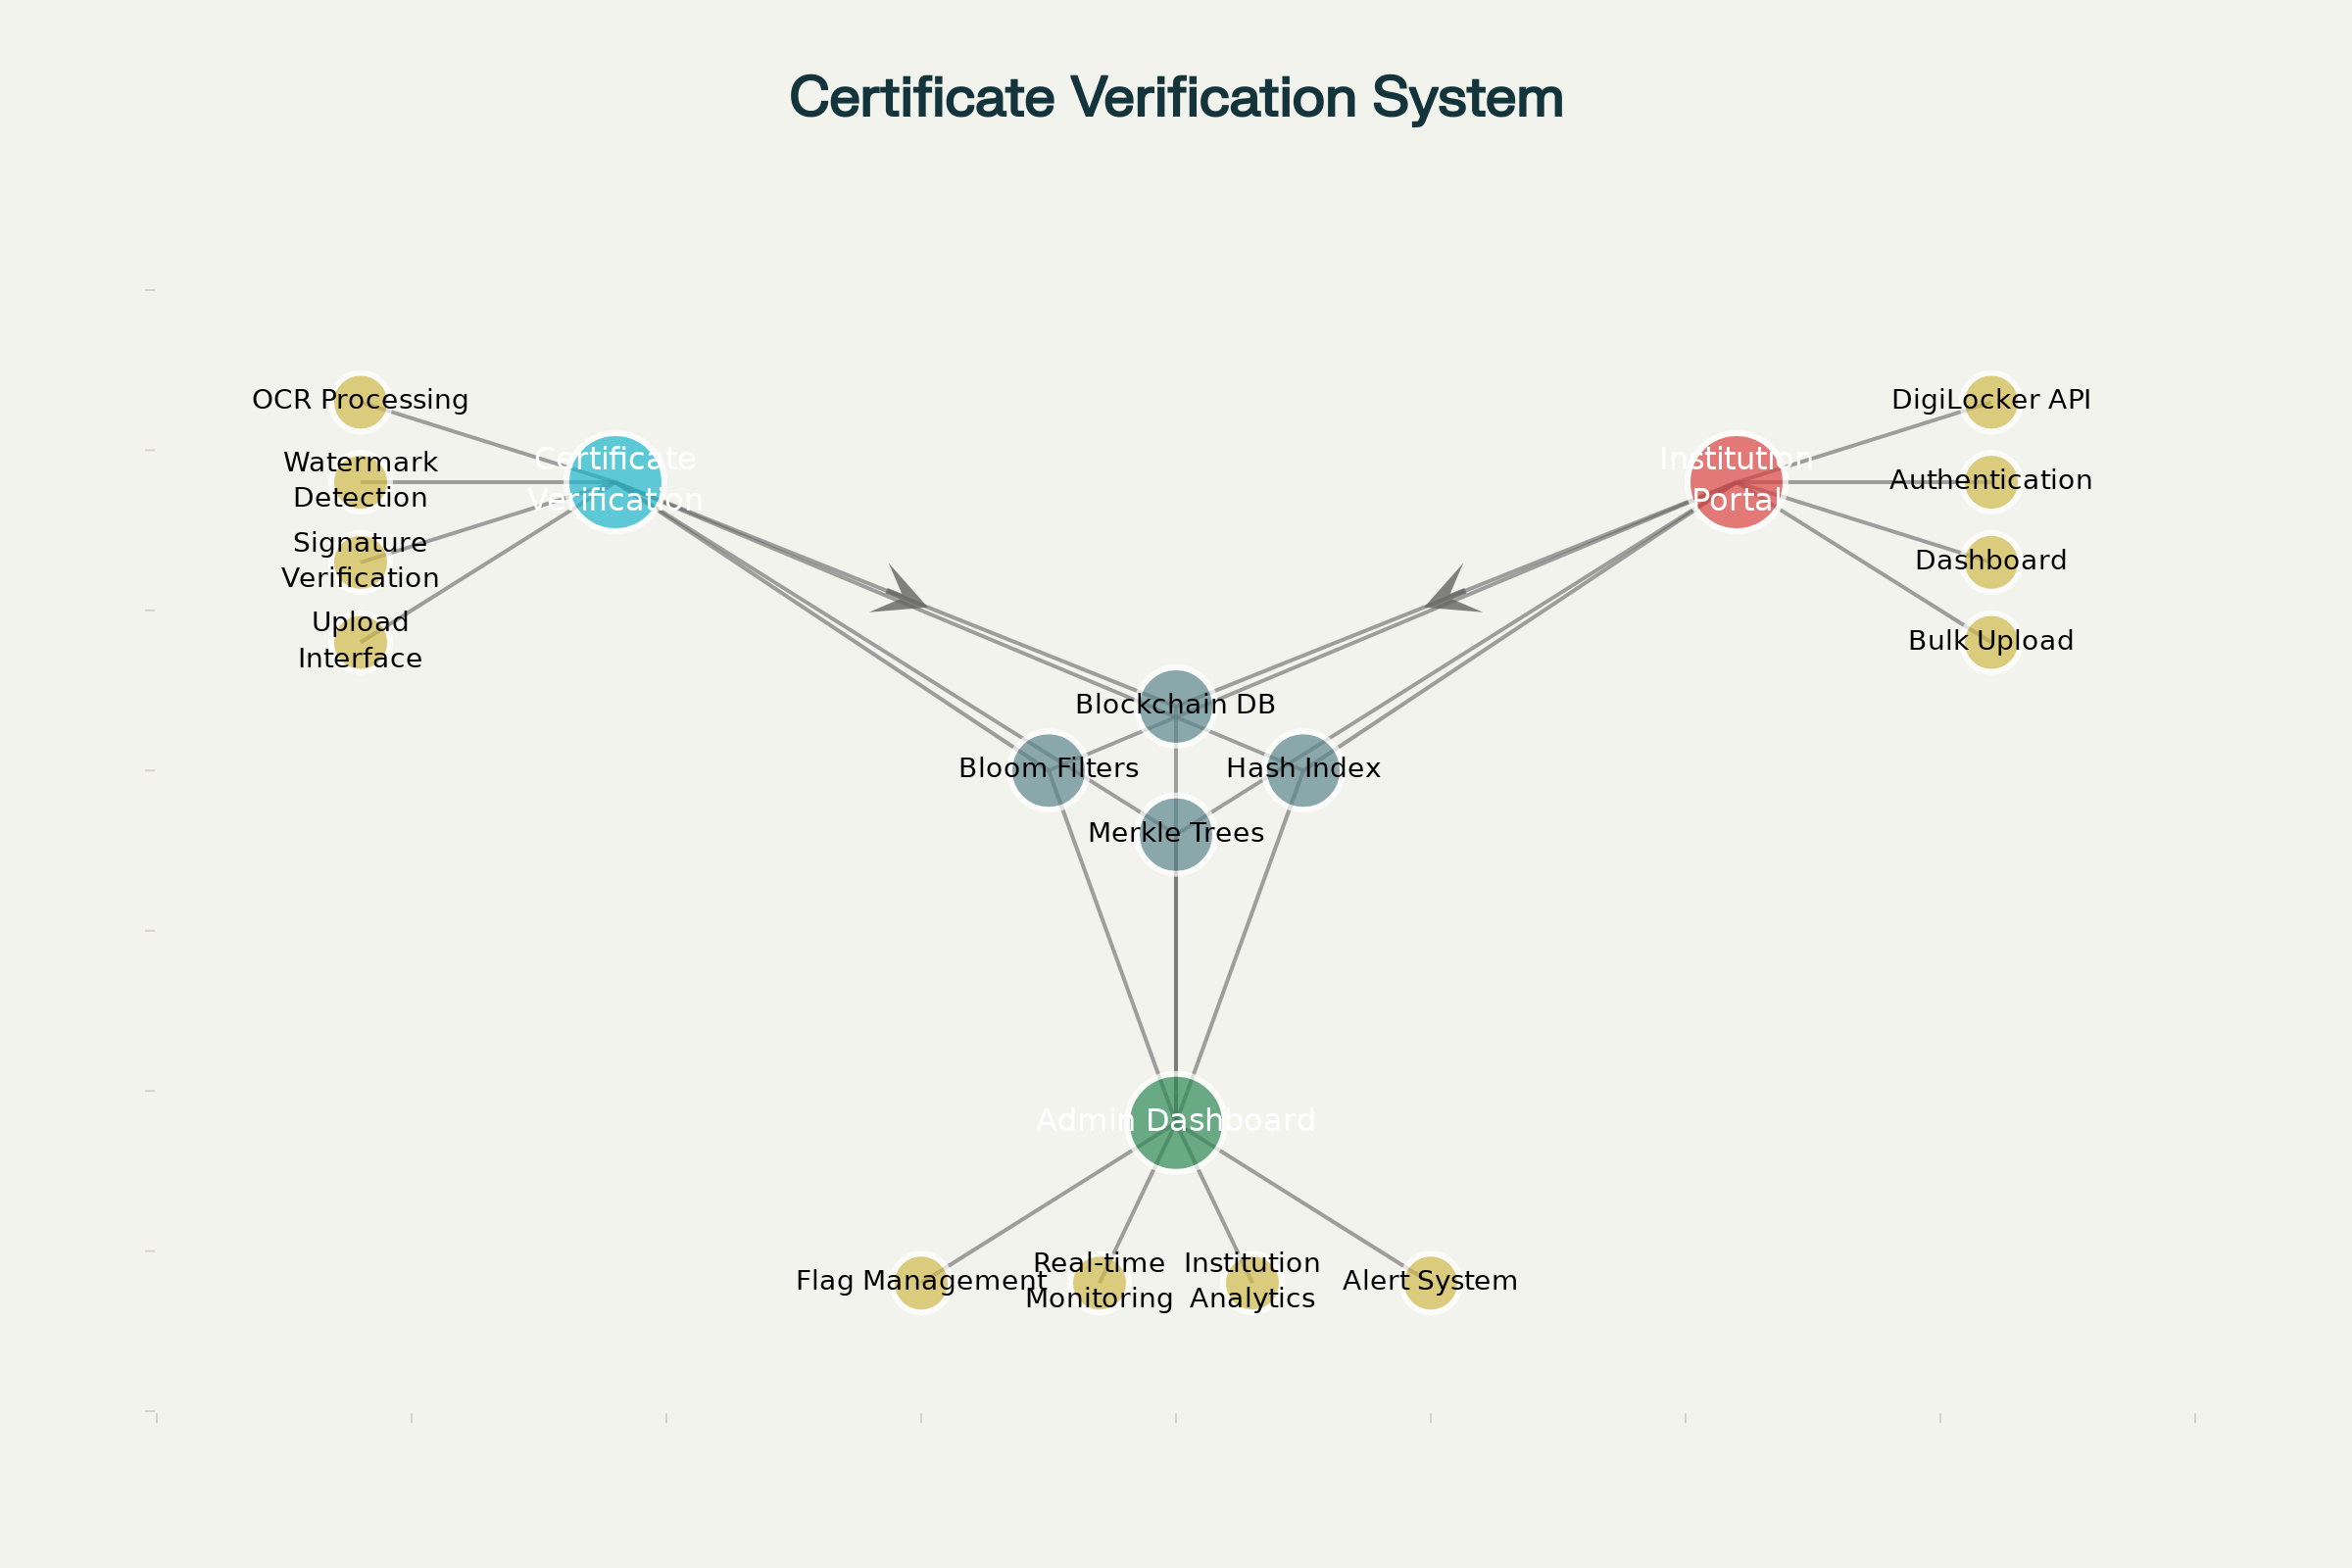 Certificate Verification System
OCR Processing
Watermark
Detection
Signature
Verification
Upload
Interface
Certificate
Verification
Institution
Portal
DigiLocker API
Authentication
Dashboard
Bulk Upload
Blockchain DB
Bloom Filters
Hash Index
Merkle Trees
Admin Dashboard
Flag Management
Real-time
Monitoring
Institution
Analytics
Alert System